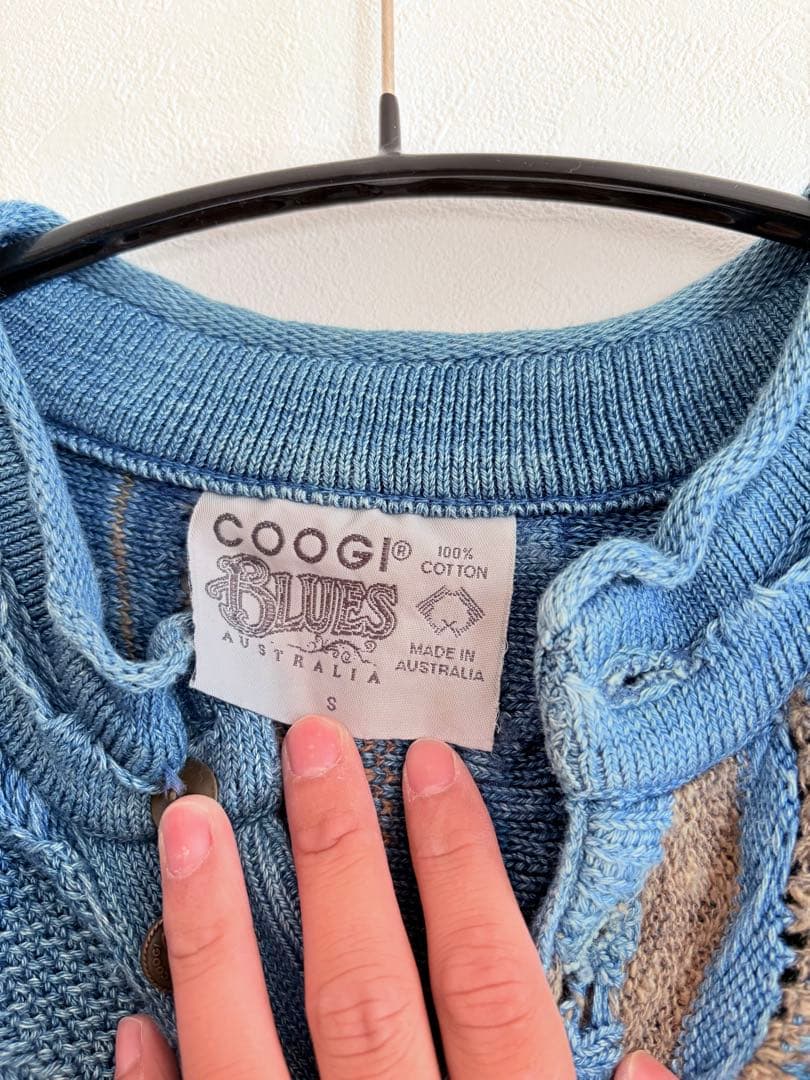 COOGI®
BLUES
AUSTRALIA
S
100%
COTTON
MADE IN
AUSTRALIA